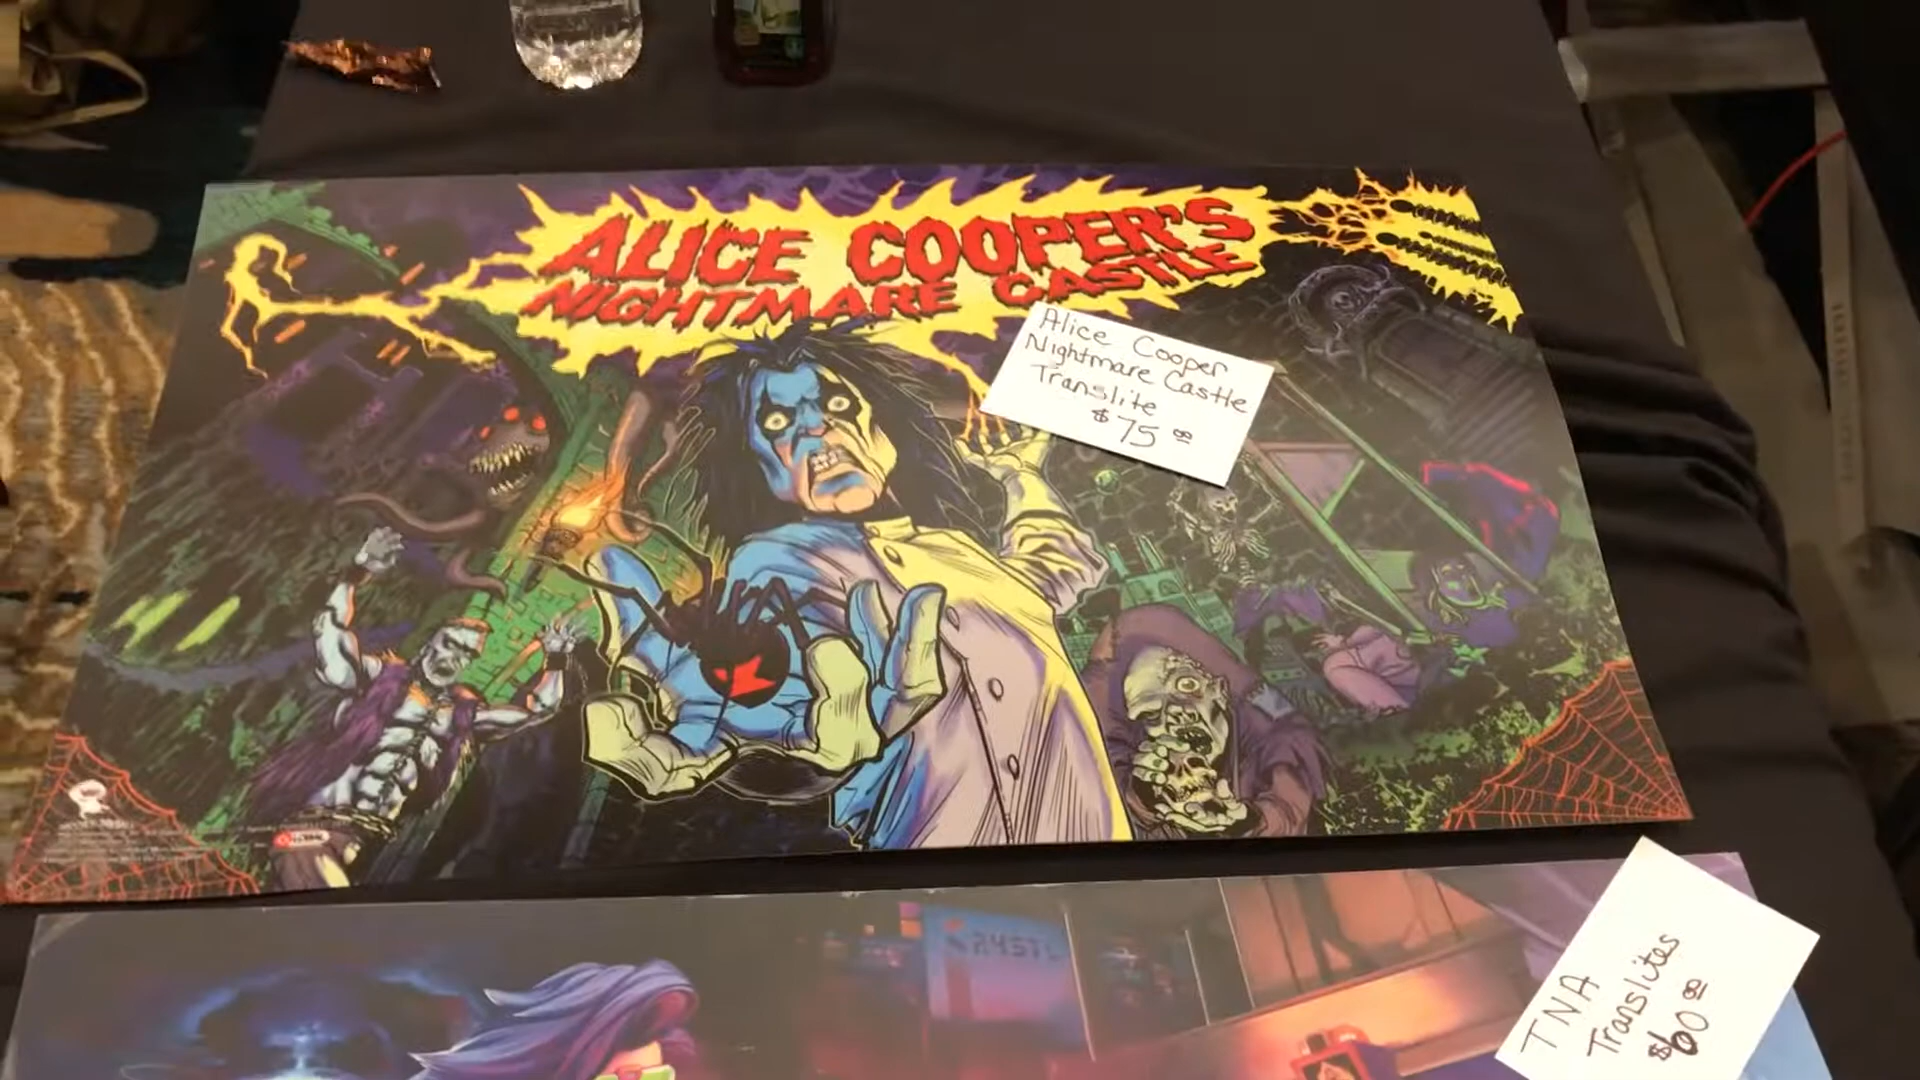 ALICE COOPER'S
NIGHTMARE CASTLE
Alice Cooper
Nightmare Castle
Translite
$75 00
TNA
Translites
$60 00